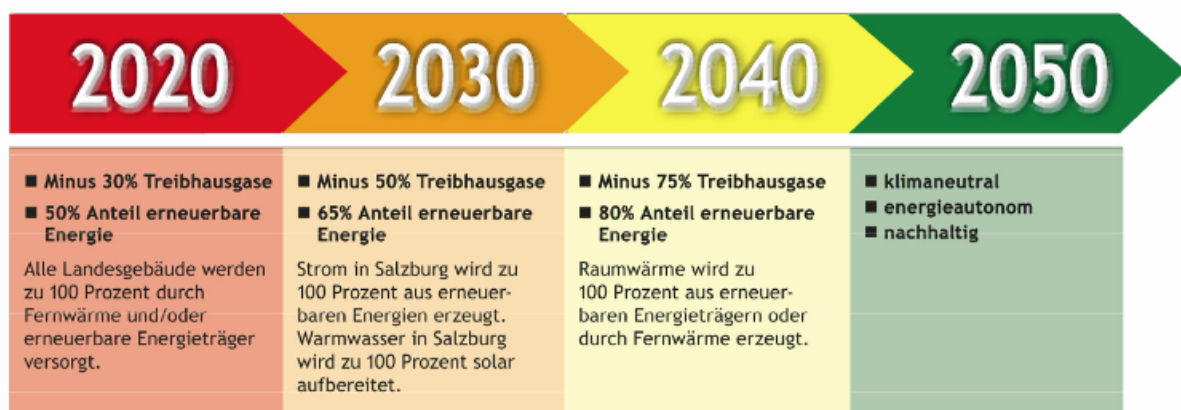 2020
2030
2040
2050
■ Minus 30% Treibhausgase
■ 50% Anteil erneuerbare
Energie
Alle Landesgebäude werden
zu 100 Prozent durch
Fernwärme und/oder
erneuerbare Energieträger
versorgt.
■ Minus 50% Treibhausgase
■ 65% Anteil erneuerbare
Energie
Strom in Salzburg wird zu
100 Prozent aus erneuer-
baren Energien erzeugt.
Warmwasser in Salzburg
wird zu 100 Prozent solar
aufbereitet.
■ Minus 75% Treibhausgase
■ 80% Anteil erneuerbare
Energie
Raumwärme wird zu
100 Prozent aus erneuer-
baren Energieträgern oder
durch Fernwärme erzeugt.
■ klimaneutral
■ energieautonom
■ nachhaltig